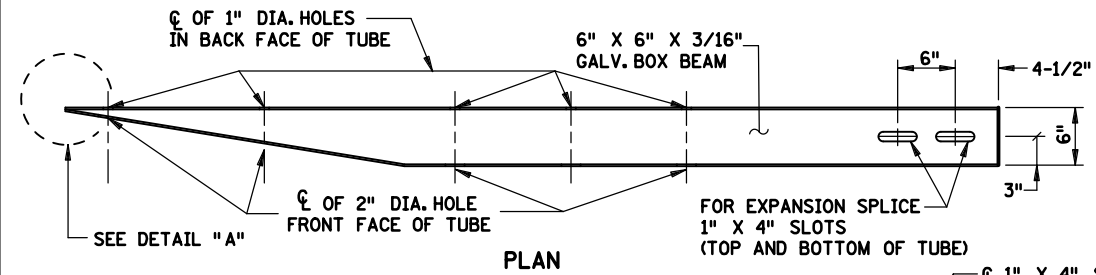 ℄ OF 1" DIA. HOLES
IN BACK FACE OF TUBE
6" X 6" X 3/16"
GALV. BOX BEAM
6"
4-1/2"
6"
3"
℄ OF 2" DIA. HOLE
FRONT FACE OF TUBE
SEE DETAIL "A"
FOR EXPANSION SPLICE
1" X 4" SLOTS
(TOP AND BOTTOM OF TUBE)
PLAN
℄ 1" X 4"